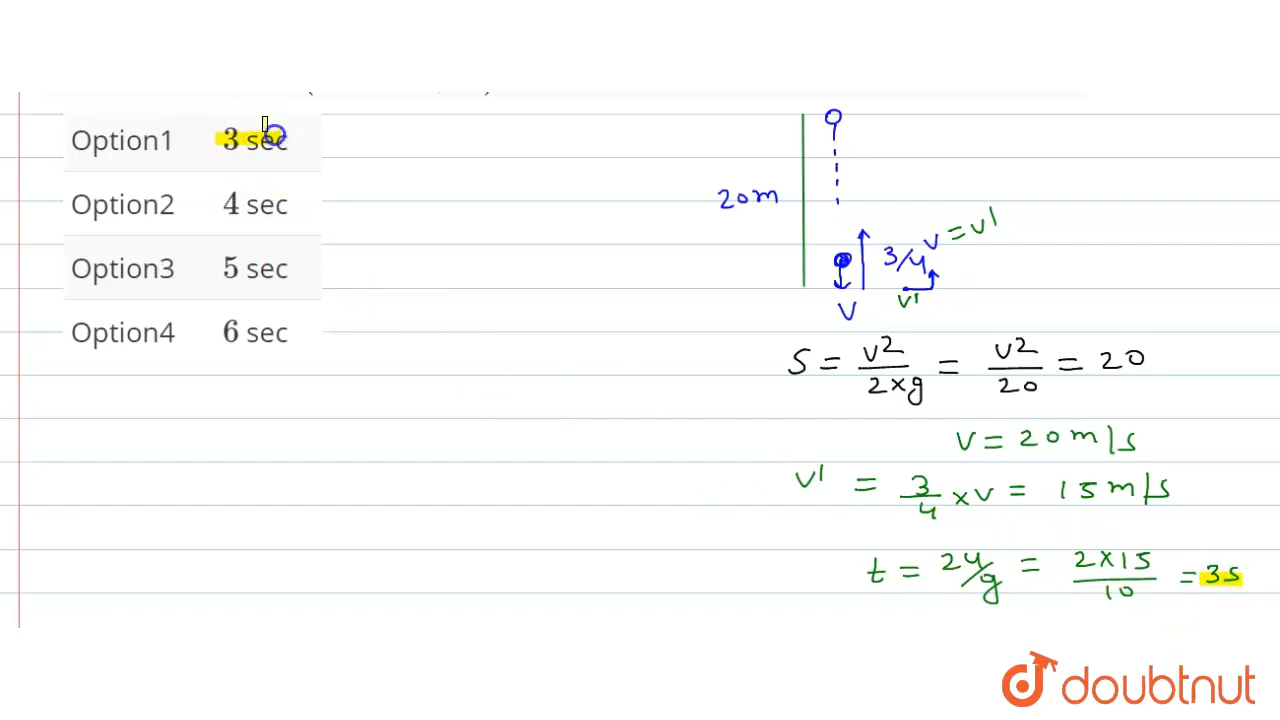 Option1 3 sec
Option2 4 sec
Option3 5 sec
Option4 6 sec
20m
3/4 v = v'
v'
v
S = v2 / 2×g = v2 / 20 = 20
v = 20 m/s
v' = 3/4 × v = 15 m/s
t = 2u/g = 2×15 / 10 = 3s
doubtnut